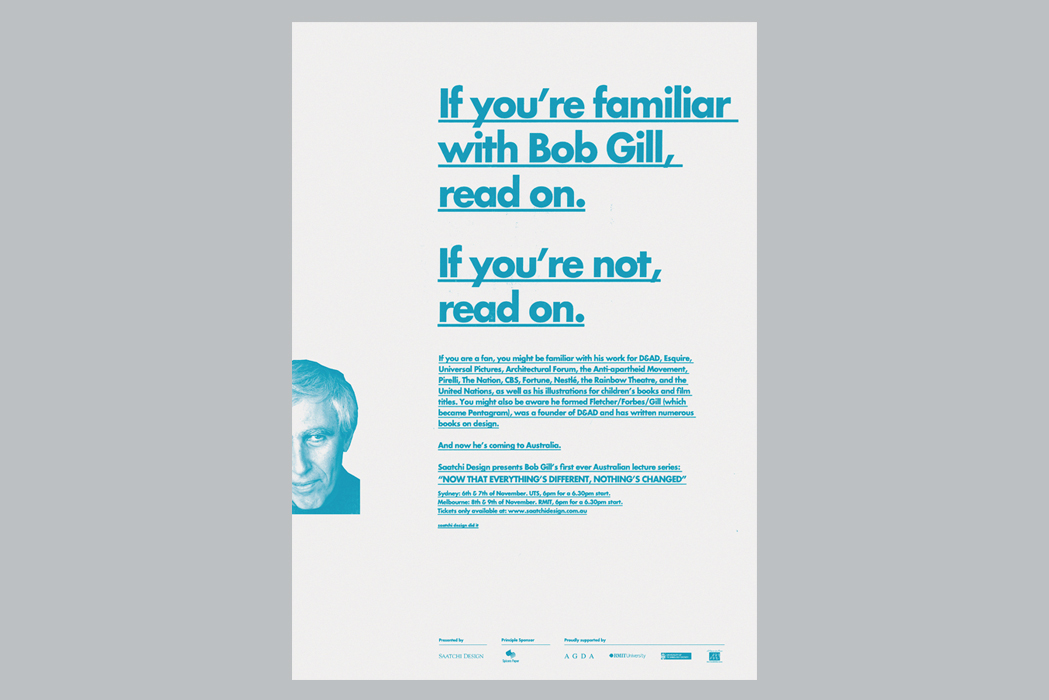 If you're familiar
with Bob Gill,
read on.
If you're not,
read on.
If you are a fan, you might be familiar with his work for D&AD, Esquire,
Universal Pictures, Architectural Forum, the Anti-apartheid Movement,
Pirelli, The Nation, CBS, Fortune, Nestlé, the Rainbow Theatre, and the
United Nations, as well as his illustrations for children's books and film
titles. You might also be aware he formed Fletcher/Forbes/Gill (which
became Pentagram), was a founder of D&AD and has written numerous
books on design.
And now he's coming to Australia.
Saatchi Design presents Bob Gill's first ever Australian lecture series:
“NOW THAT EVERYTHING'S DIFFERENT, NOTHING'S CHANGED”
Sydney: 6th & 7th of November. UTS, 6pm for a 6.30pm start.
Melbourne: 8th & 9th of November. RMIT, 6pm for a 6.30pm start.
Tickets only available at: www.saatchidesign.com.au
saatchi design did it
Presented by
Principle Sponsor
Proudly supported by
SAATCHI DESIGN
Spicers Paper
AGDA
RMIT University